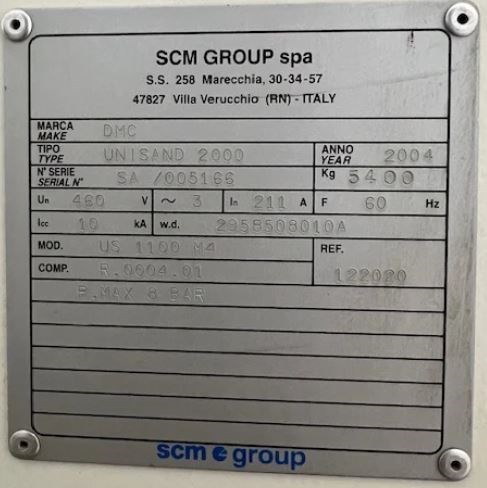 SCM GROUP spa
S.S. 258 Marecchia, 30-34-57
47827 Villa Verucchio (RN) - ITALY
MARCA MAKE DMC
TIPO TYPE UNISAND 2000 ANNO YEAR 2004
N° SERIE SERIAL N° SA /005166 Kg 5400
Un 460 V ~ 3 In 211 A F 60 Hz
Icc 10 kA w.d. 2958508010A
MOD. US 1100 M4 REF.
COMP. R.0004.01 122020
P.MAX 8 BAR
scm group